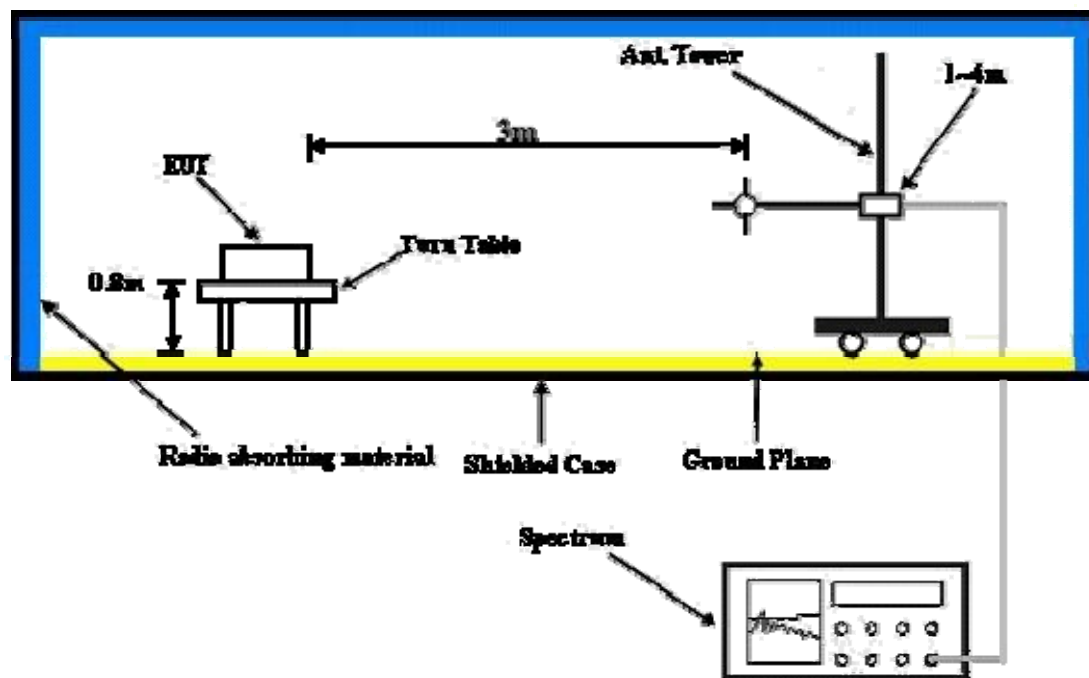 Ant. Tower
1-4m
3m
EUT
Turn Table
0.8m
Radio absorbing material
Shielded Case
Ground Plane
Spectrum